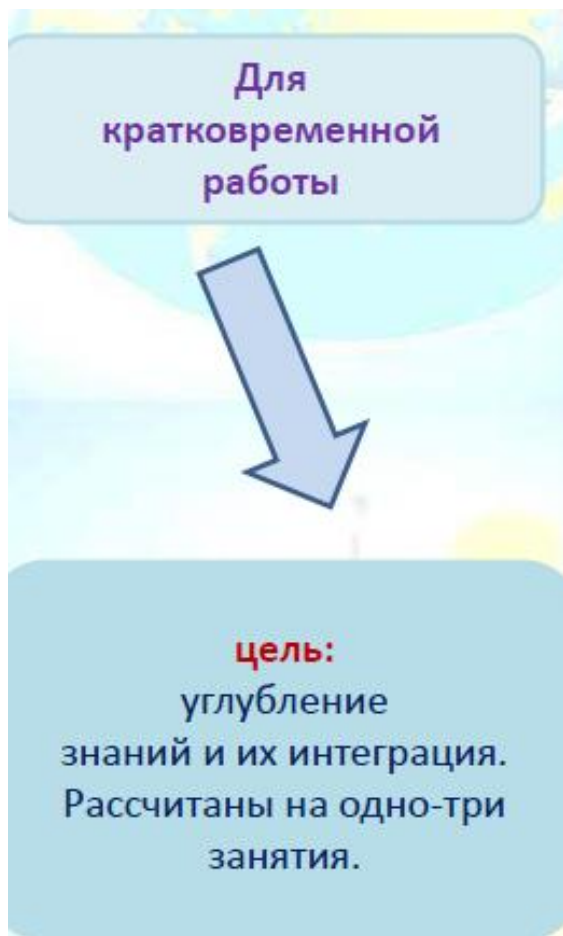 Для
кратковременной
работы
цель:
углубление
знаний и их интеграция.
Рассчитаны на одно-три
занятия.